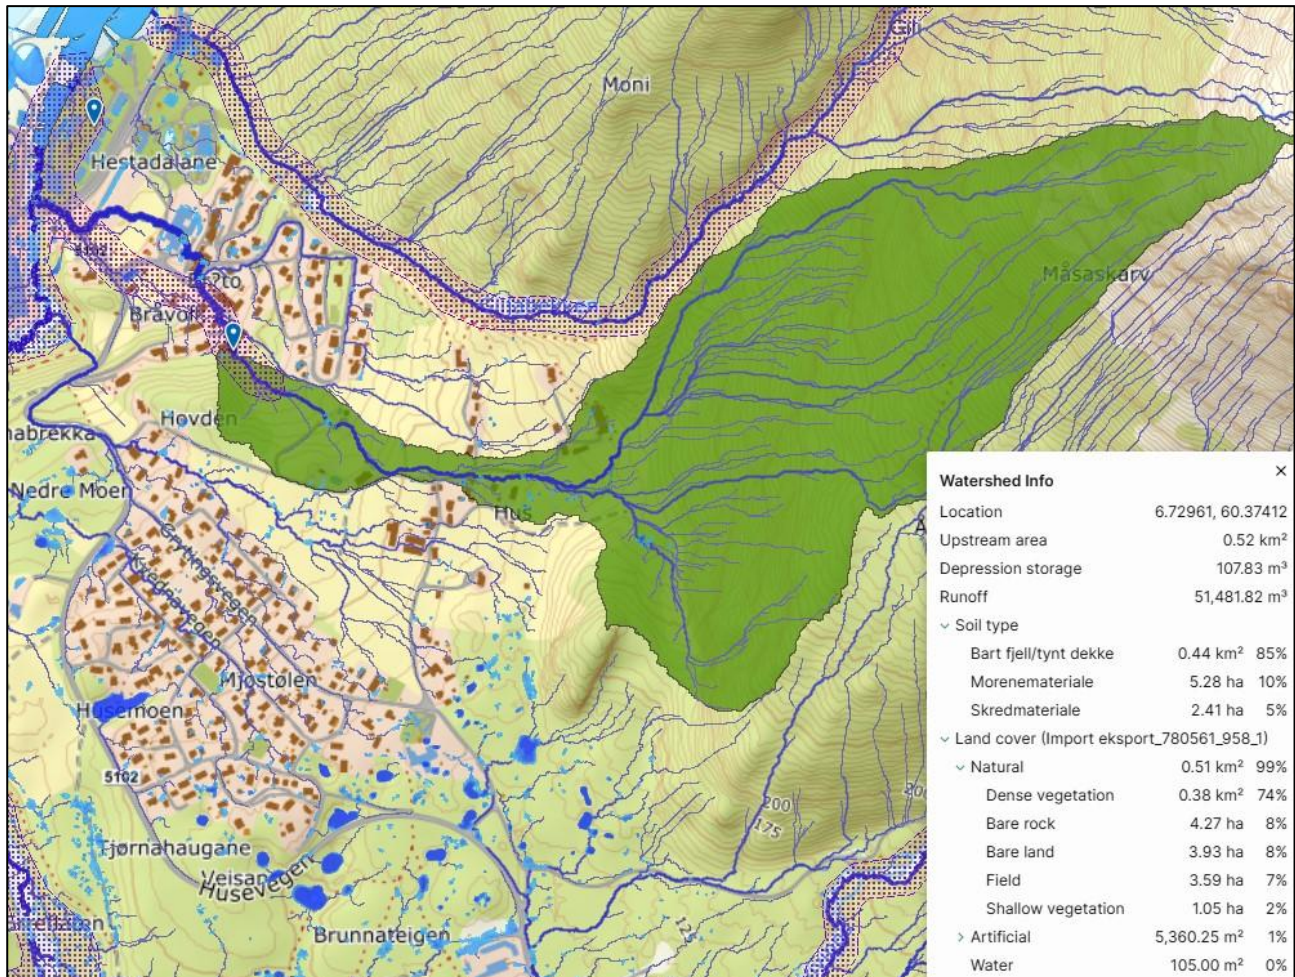 Gil
Moni
Hestadalane
Måsaskarv
Bråvoll
Hovden
Nedre Moen
Hus
Grytingsvegen
Kregnavegen
Mjøstølen
Husemoen
5102
200
175
Tjørnahaugane
Veisan
Husevegen
Brunnateigen
125
Watershed Info ×
Location 6.72961, 60.37412
Upstream area 0.52 km²
Depression storage 107.83 m³
Runoff 51,481.82 m³
Soil type
Bart fjell/tynt dekke 0.44 km² 85%
Morenemateriale 5.28 ha 10%
Skredmateriale 2.41 ha 5%
Land cover (Import eksport_780561_958_1)
Natural 0.51 km² 99%
Dense vegetation 0.38 km² 74%
Bare rock 4.27 ha 8%
Bare land 3.93 ha 8%
Field 3.59 ha 7%
Shallow vegetation 1.05 ha 2%
Artificial 5,360.25 m² 1%
Water 105.00 m² 0%